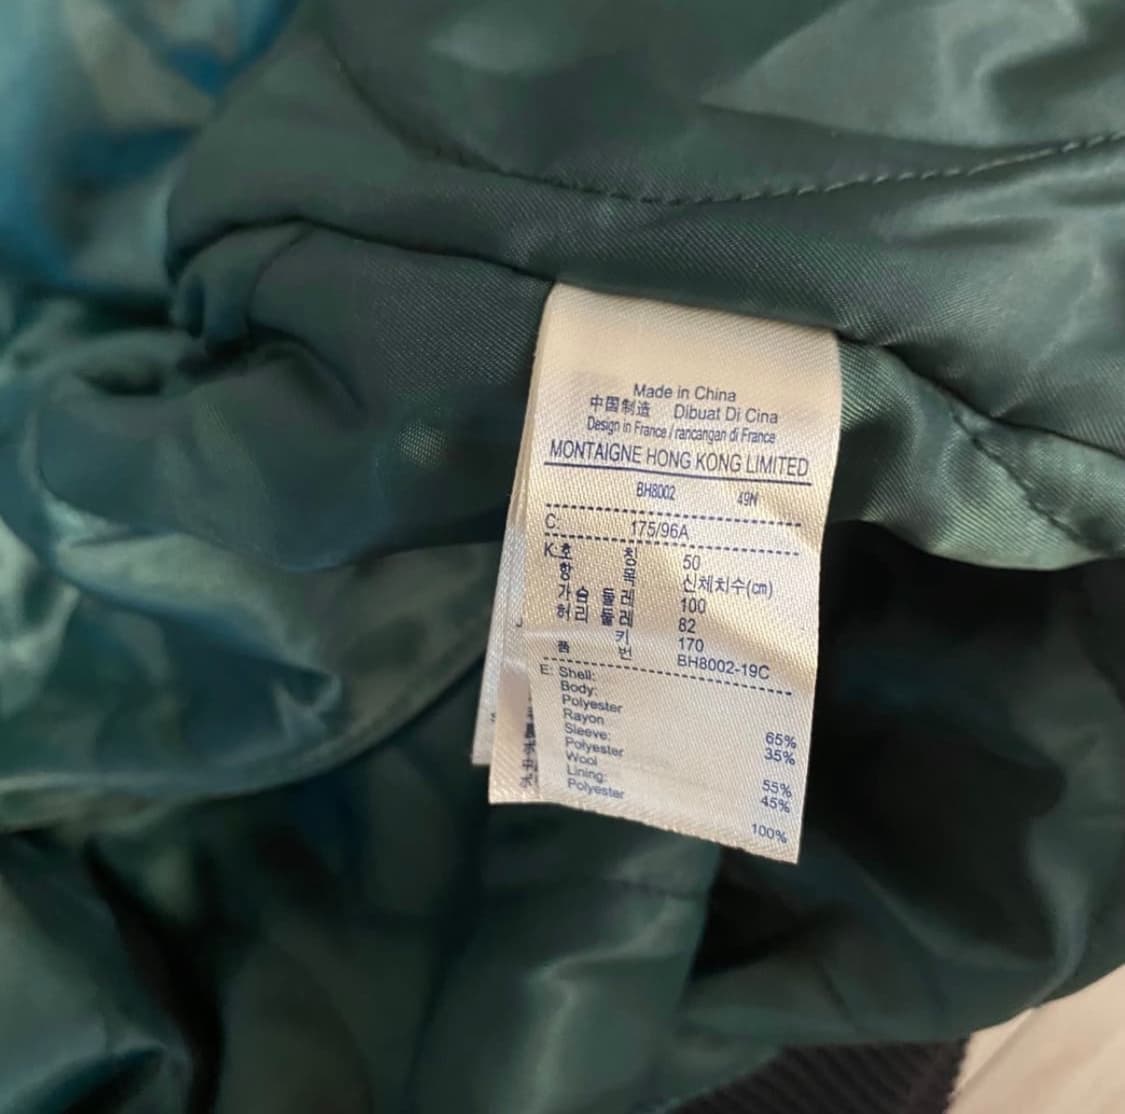 Made in China
中国制造 Dibuat Di Cina
Design in France / rancangan di France
MONTAIGNE HONG KONG LIMITED
BH8002 49N
C: 175/96A
K:호 칭 50
항 목 신체치수(cm)
가슴 둘레 100
허리 둘레 82
키 170
품 번 BH8002-19C
E: Shell:
Body:
Polyester 65%
Rayon 35%
Sleeve:
Polyester 55%
Wool 45%
Lining:
Polyester 100%